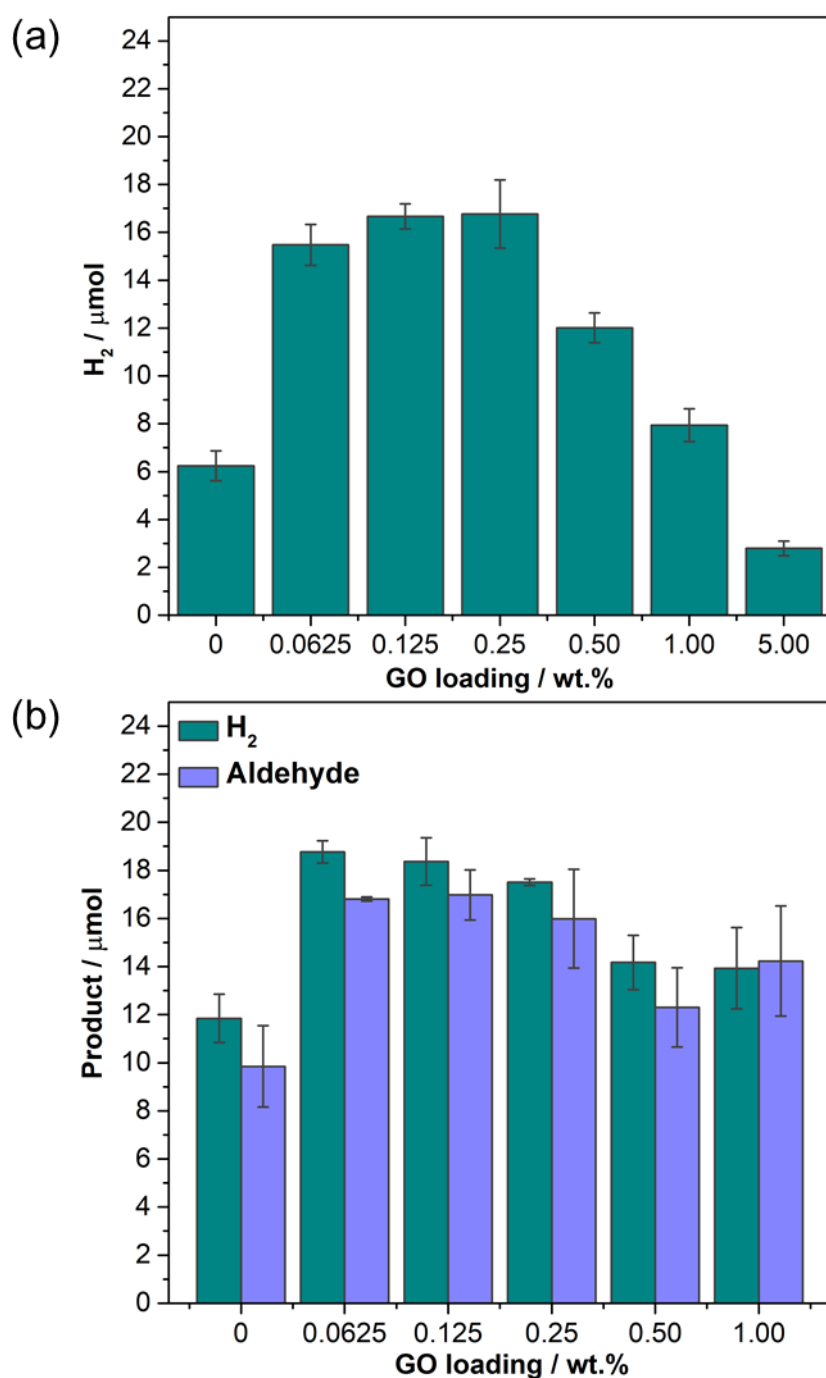 (a)
24
22
20
18
16
14
12
10
8
6
4
2
0
H₂ / μmol
0 0.0625 0.125 0.25 0.50 1.00 5.00
GO loading / wt.%
(b)
H₂
Aldehyde
24
22
20
18
16
14
12
10
8
6
4
2
0
Product / μmol
0 0.0625 0.125 0.25 0.50 1.00
GO loading / wt.%